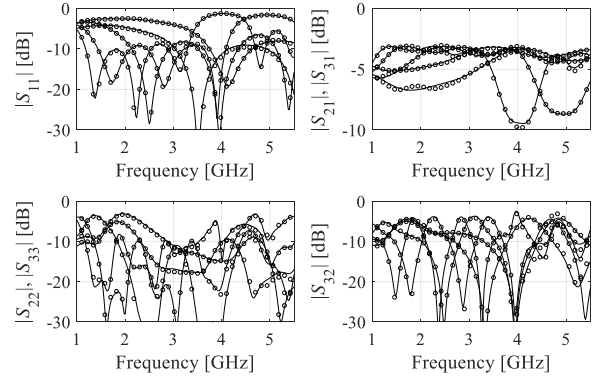 0
-10
-20
-30
|S11| [dB]
1 2 3 4 5
Frequency [GHz]
0
-5
-10
|S21|, |S31| [dB]
1 2 3 4 5
Frequency [GHz]
0
-10
-20
-30
|S22|, |S33| [dB]
1 2 3 4 5
Frequency [GHz]
0
-10
-20
-30
|S32| [dB]
1 2 3 4 5
Frequency [GHz]